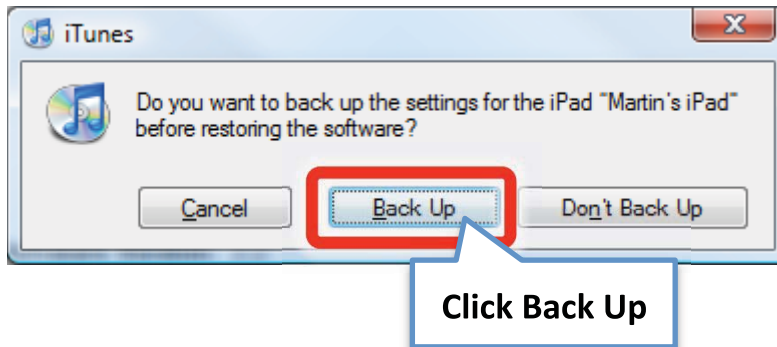 iTunes
Do you want to back up the settings for the iPad "Martin's iPad"
before restoring the software?
Cancel Back Up Don't Back Up
Click Back Up